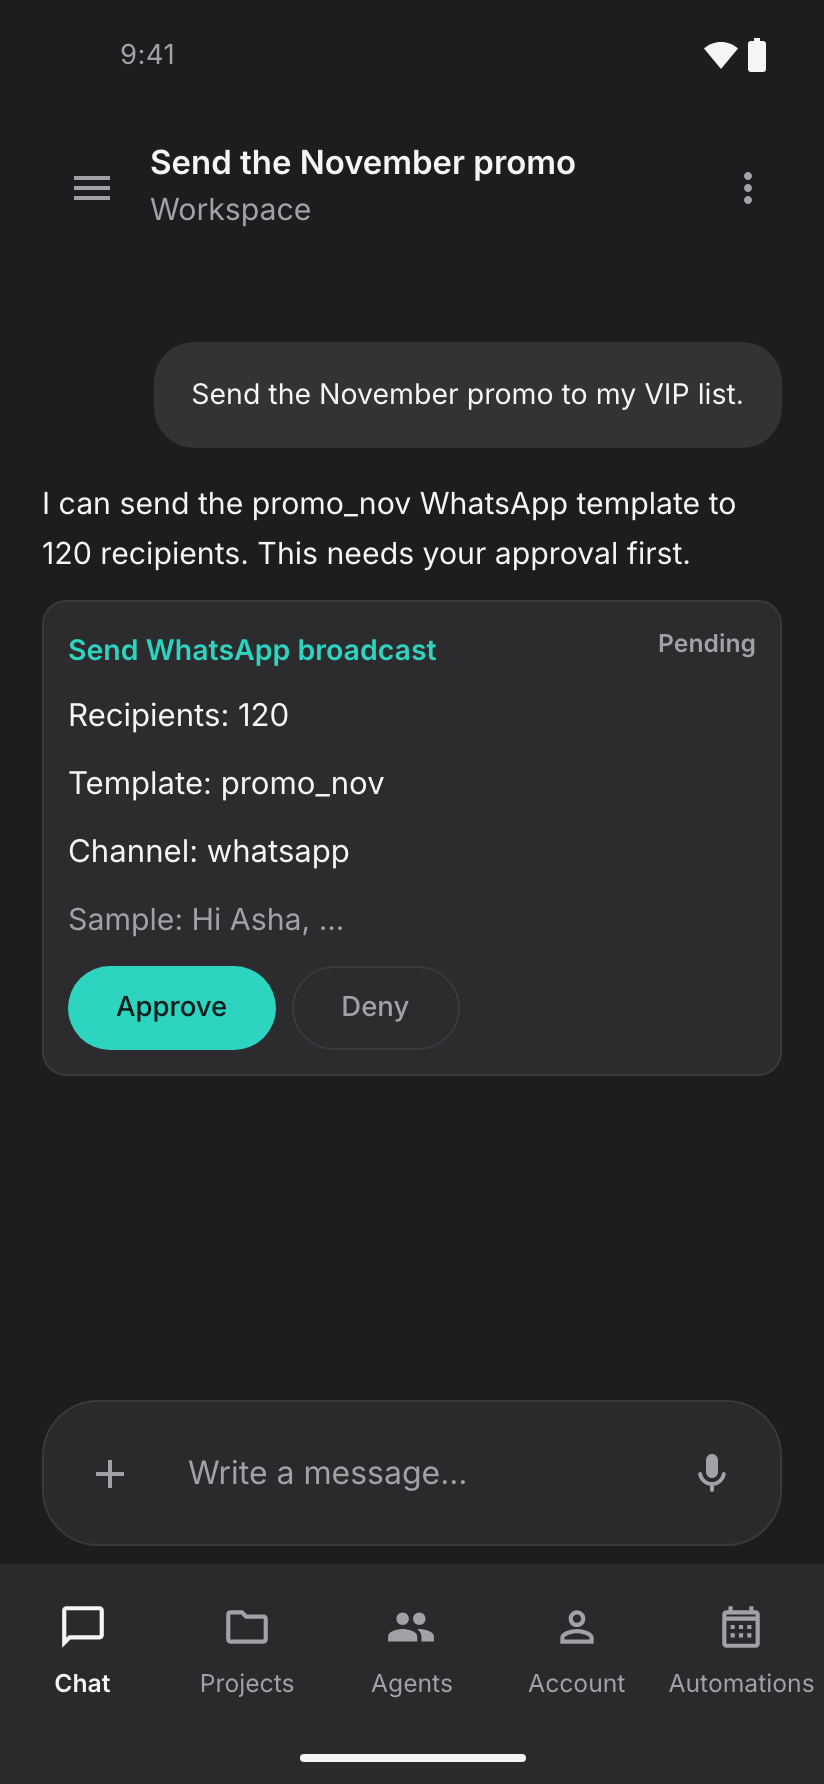 9:41
Send the November promo
Workspace
Send the November promo to my VIP list.
I can send the promo_nov WhatsApp template to
120 recipients. This needs your approval first.
Send WhatsApp broadcast
Pending
Recipients: 120
Template: promo_nov
Channel: whatsapp
Sample: Hi Asha, ...
Approve
Deny
Write a message...
Chat
Projects
Agents
Account
Automations